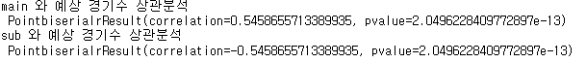 main 와 예상 경기수 상관분석
PointbiserialrResult(correlation=0.5458655713389935, pvalue=2.0496228409772897e-13)
sub 와 예상 경기수 상관분석
PointbiserialrResult(correlation=-0.5458655713389935, pvalue=2.0496228409772897e-13)